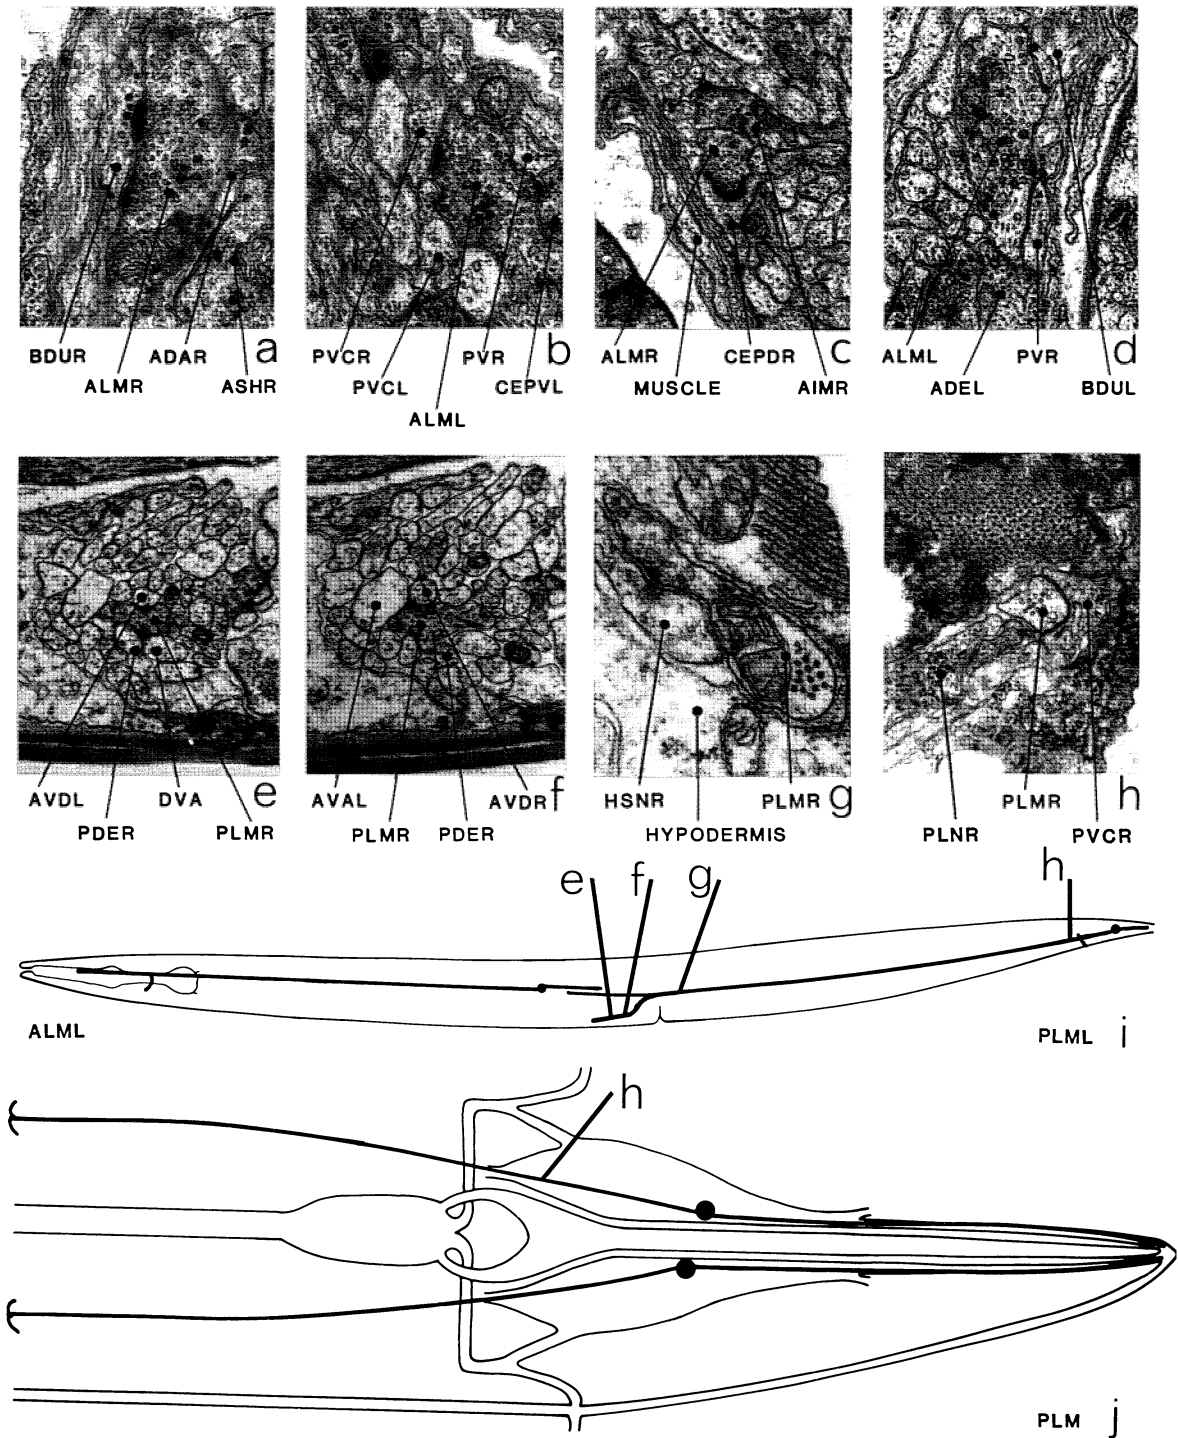 BDUR ADAR a
ALMR ASHR
PVCR PVR b
PVCL CEPVL
ALML
ALMR CEPDR c
MUSCLE AIMR
ALML PVR d
ADEL BDUL
AVDL DVA e
PDER PLMR
AVAL AVDR f
PLMR PDER
HSNR PLMR g
HYPODERMIS
PLMR h
PLNR PVCR
e f g h
ALML PLML i
h
PLM j